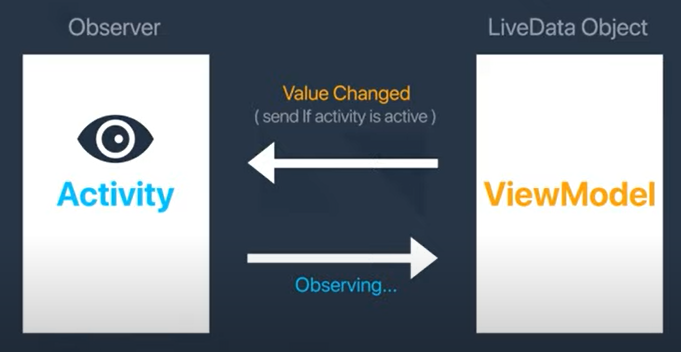 Observer
LiveData Object
Value Changed
( send If activity is active )
Activity
ViewModel
Observing...